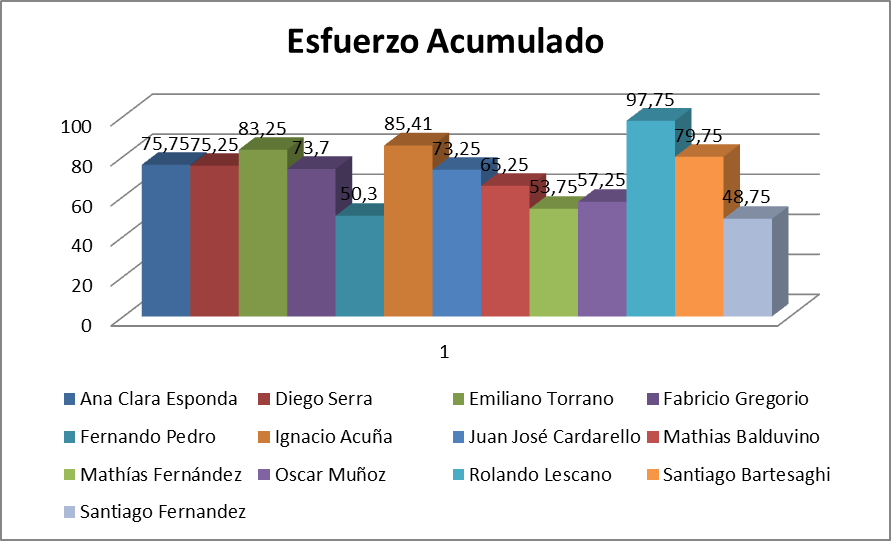 Esfuerzo Acumulado
100
80
60
40
20
0
75,75
75,25
83,25
73,7
50,3
85,41
73,25
65,25
53,75
57,25
97,75
79,75
48,75
1
Ana Clara Esponda
Diego Serra
Emiliano Torrano
Fabricio Gregorio
Fernando Pedro
Ignacio Acuña
Juan José Cardarello
Mathias Balduvino
Mathías Fernández
Oscar Muñoz
Rolando Lescano
Santiago Bartesaghi
Santiago Fernandez